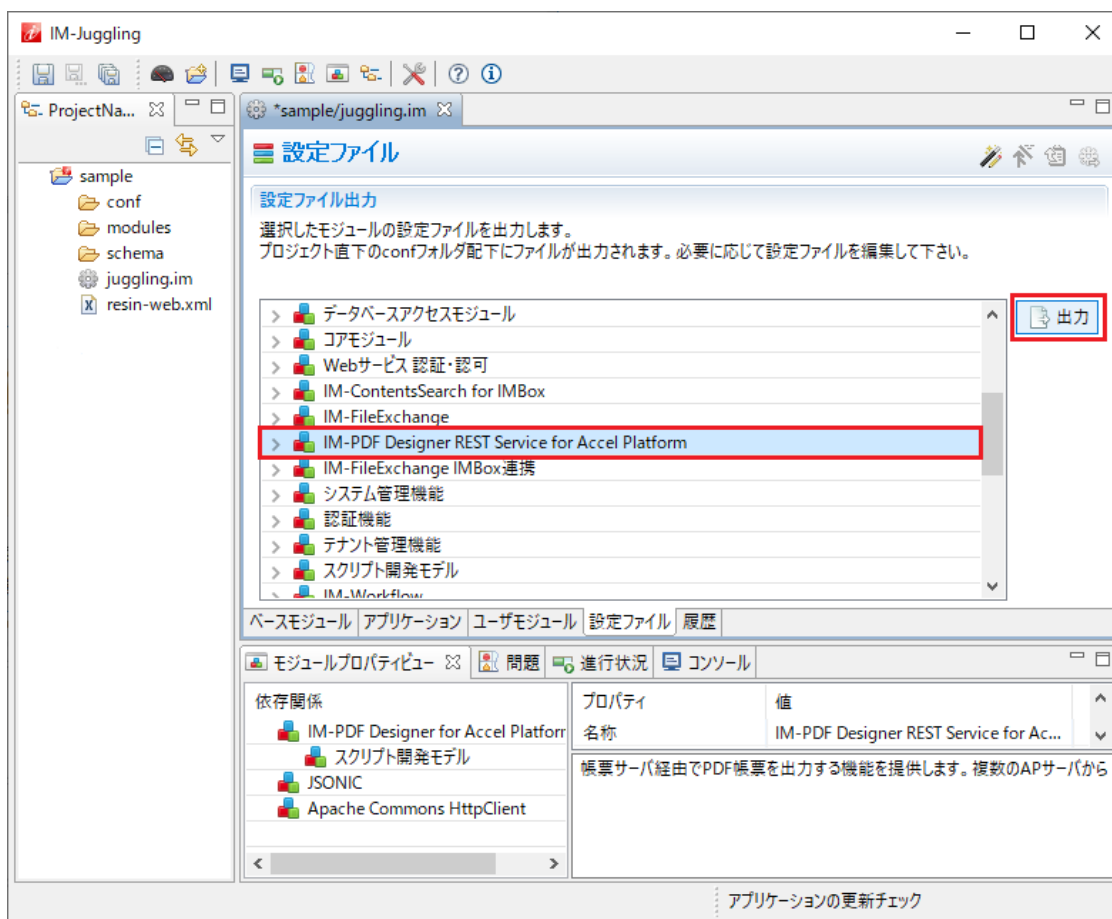 IM-Juggling
ProjectNa...
sample
conf
modules
schema
juggling.im
resin-web.xml
*sample/juggling.im
設定ファイル
設定ファイル出力
選択したモジュールの設定ファイルを出力します。
プロジェクト直下のconfフォルダ配下にファイルが出力されます。必要に応じて設定ファイルを編集して下さい。
データベースアクセスモジュール
コアモジュール
Webサービス 認証・認可
IM-ContentsSearch for IMBox
IM-FileExchange
IM-PDF Designer REST Service for Accel Platform
IM-FileExchange IMBox連携
システム管理機能
認証機能
テナント管理機能
スクリプト開発モデル
IM-Workflow
出力
ベースモジュール アプリケーション ユーザモジュール 設定ファイル 履歴
モジュールプロパティビュー 問題 進行状況 コンソール
依存関係
IM-PDF Designer for Accel Platforr
スクリプト開発モデル
JSONIC
Apache Commons HttpClient
プロパティ 値
名称 IM-PDF Designer REST Service for Ac...
帳票サーバ経由でPDF帳票を出力する機能を提供します。複数のAPサーバから
アプリケーションの更新チェック